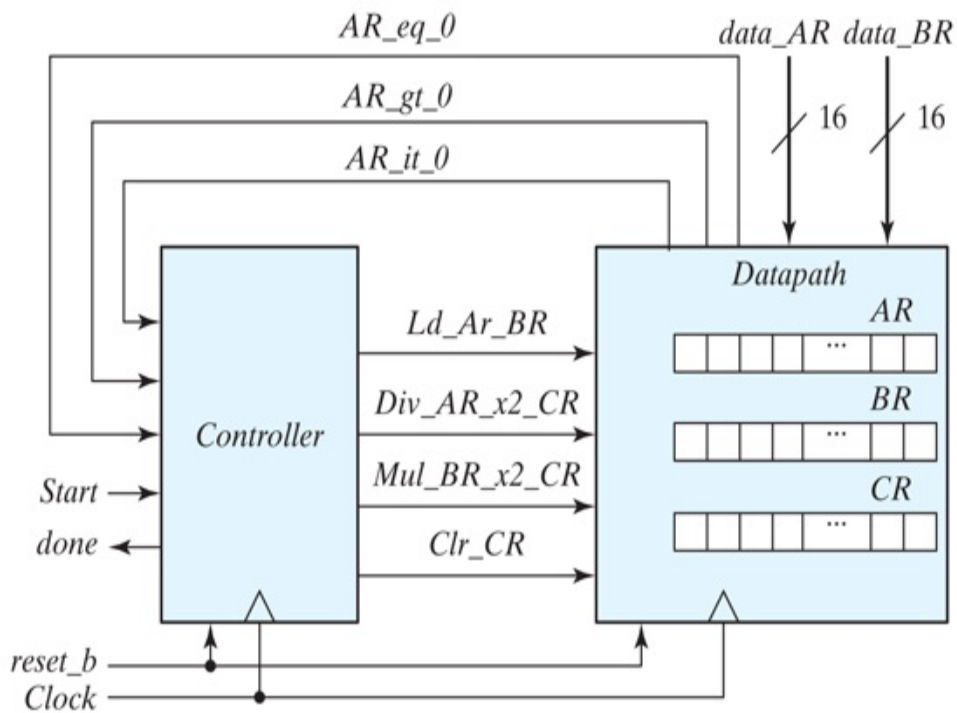 AR_eq_0
data_AR data_BR
AR_gt_0
16 16
AR_it_0
Datapath
AR
Ld_Ar_BR
Div_AR_x2_CR
BR
...
Controller
Mul_BR_x2_CR
CR
Start
...
done
Clr_CR
...
reset_b
Clock